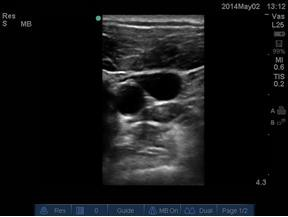 Res
S MB
2014May02 13:12
Vas
L25
99%
MI
0.6
TIS
0.2
A
B
4.3
Res 0 Guide MB On Dual Page 1/2